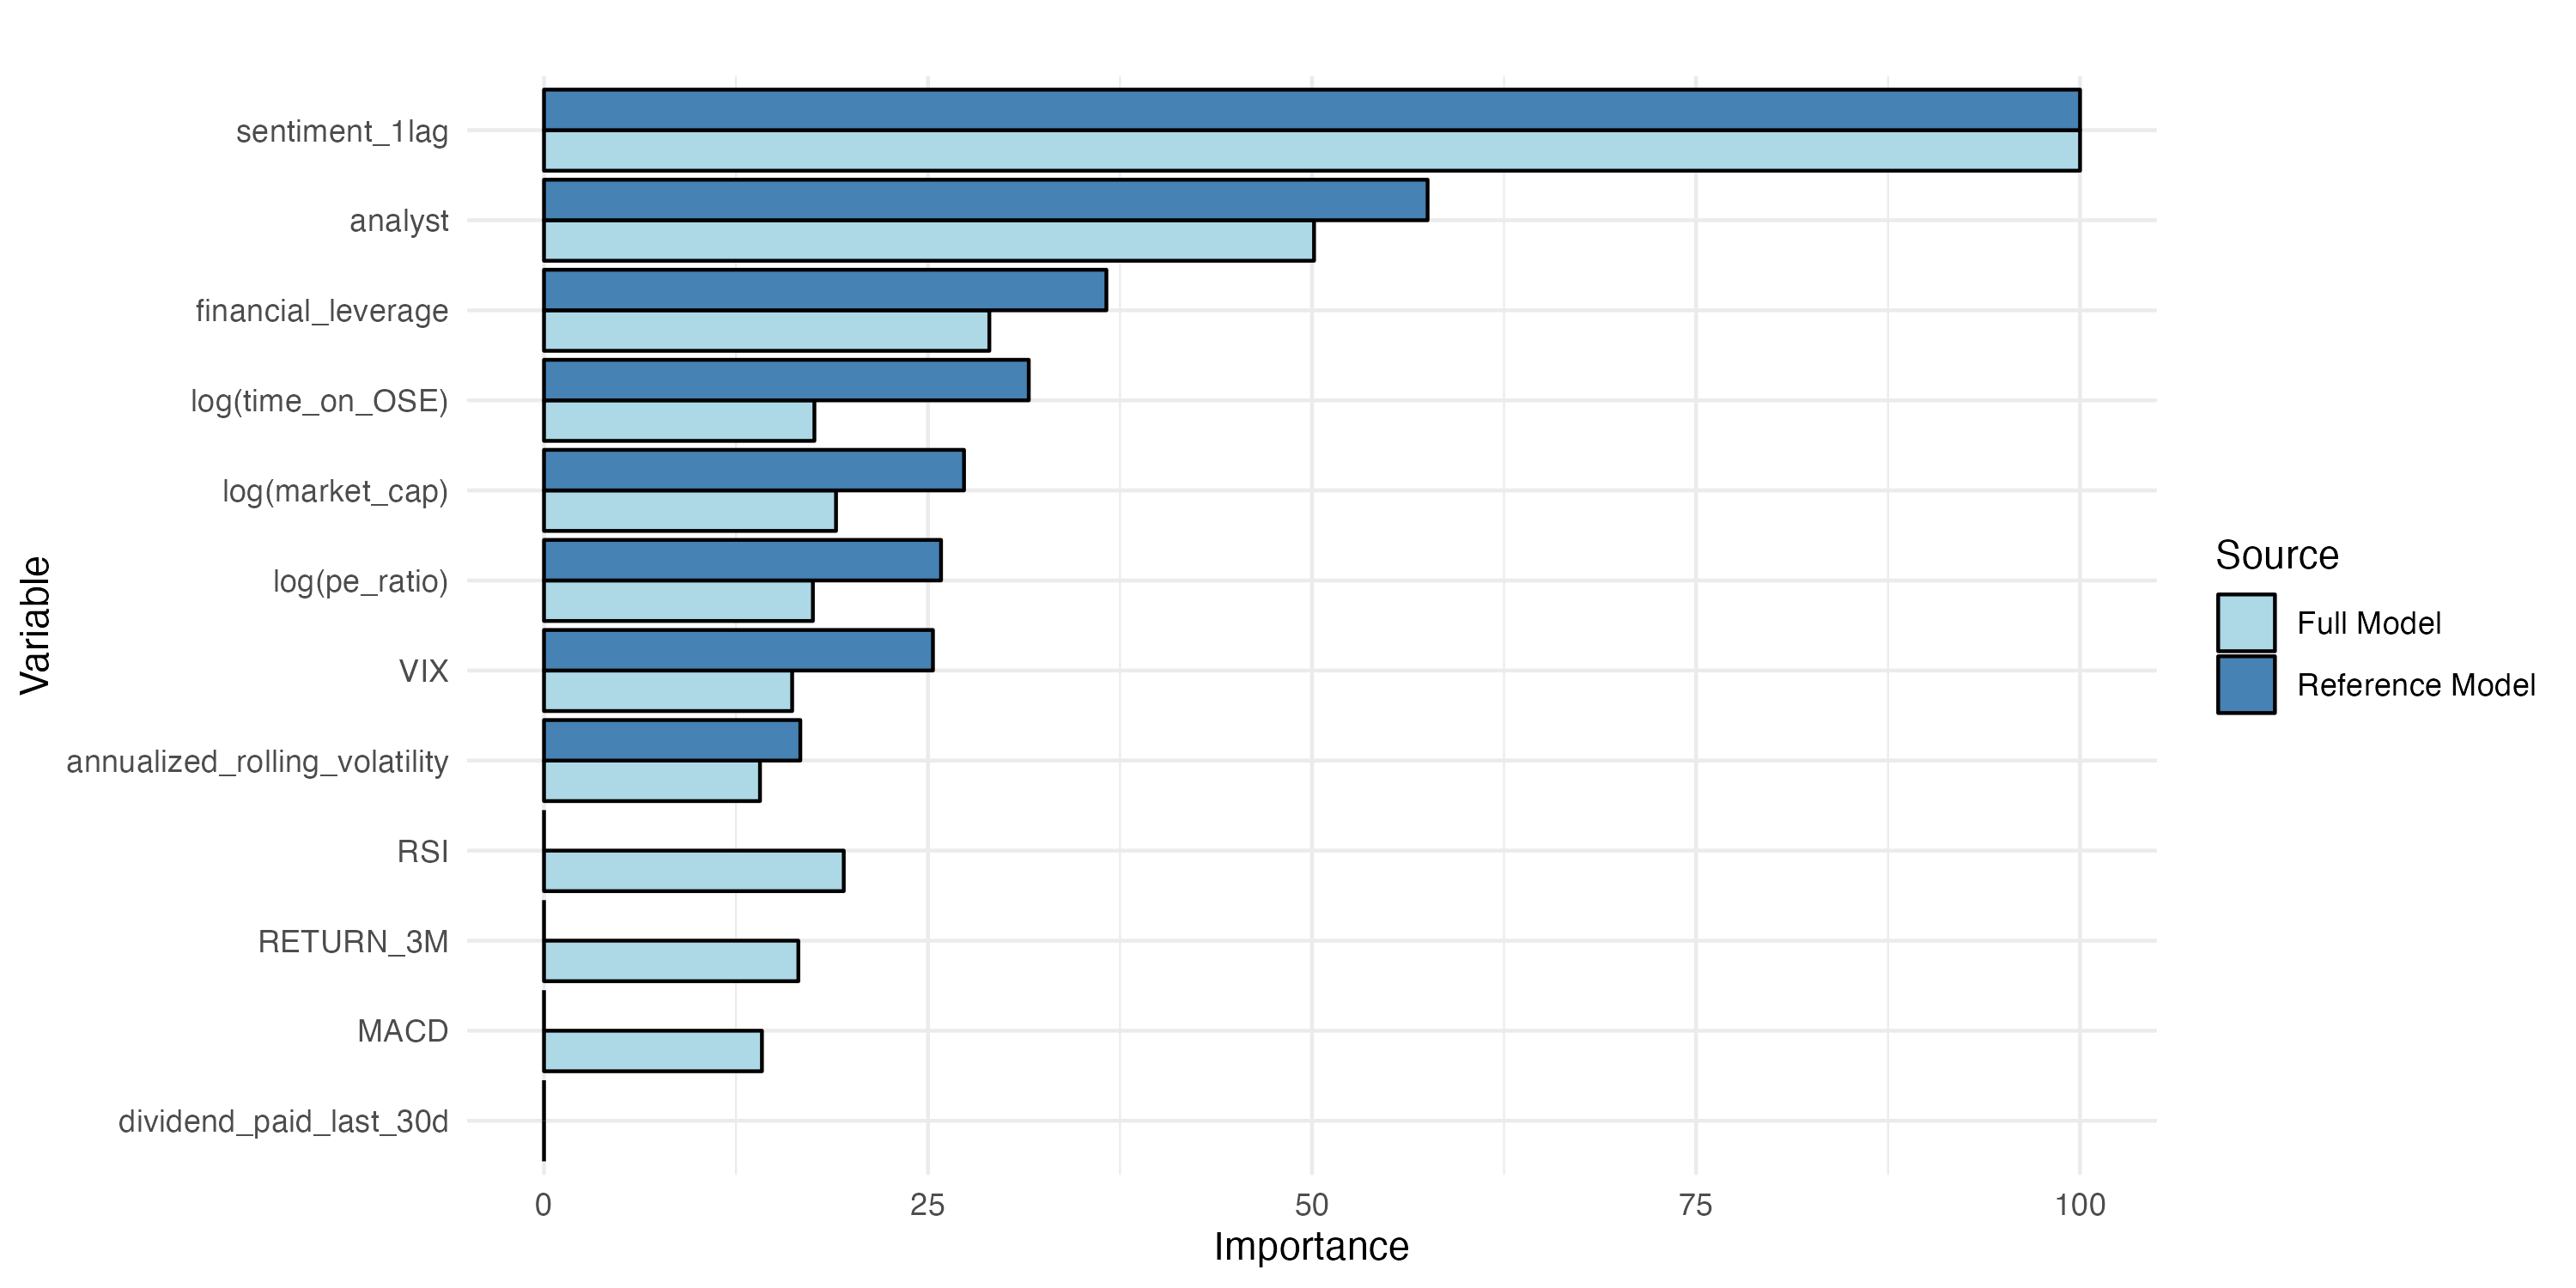 sentiment_1lag
analyst
financial_leverage
log(time_on_OSE)
log(market_cap)
log(pe_ratio)
VIX
annualized_rolling_volatility
RSI
RETURN_3M
MACD
dividend_paid_last_30d
Variable
0 25 50 75 100
Importance
Source
Full Model
Reference Model